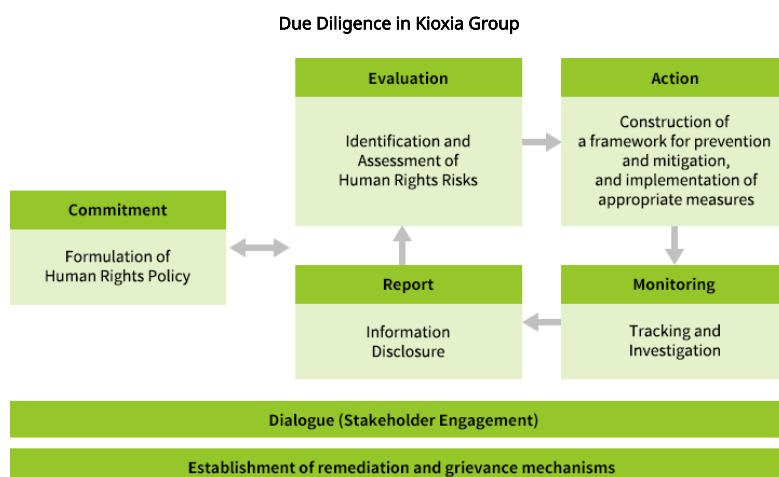 Due Diligence in Kioxia Group
Commitment
Formulation of
Human Rights Policy
Evaluation
Identification and
Assessment of
Human Rights Risks
Action
Construction of
a framework for prevention
and mitigation,
and implementation of
appropriate measures
Monitoring
Tracking and
Investigation
Report
Information
Disclosure
Dialogue (Stakeholder Engagement)
Establishment of remediation and grievance mechanisms